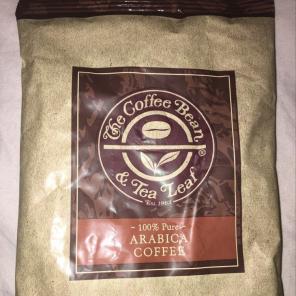 The Coffee Bean
& Tea Leaf
®
Est. 1963
~ 100% Pure ~
ARABICA
COFFEE